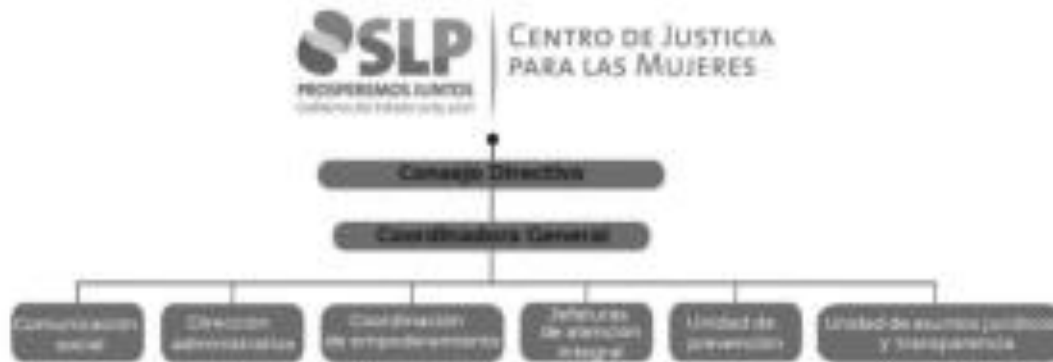 SLP
PROSPEREMOS JUNTOS
CENTRO DE JUSTICIA
PARA LAS MUJERES
Consejo Directivo
Coordinadora General
Comunicación
social
Dirección
administrativa
Coordinación
de empoderamiento
Jefaturas
de atención
integral
Unidad de
prevención
Unidad de asuntos jurídicos
y transparencia